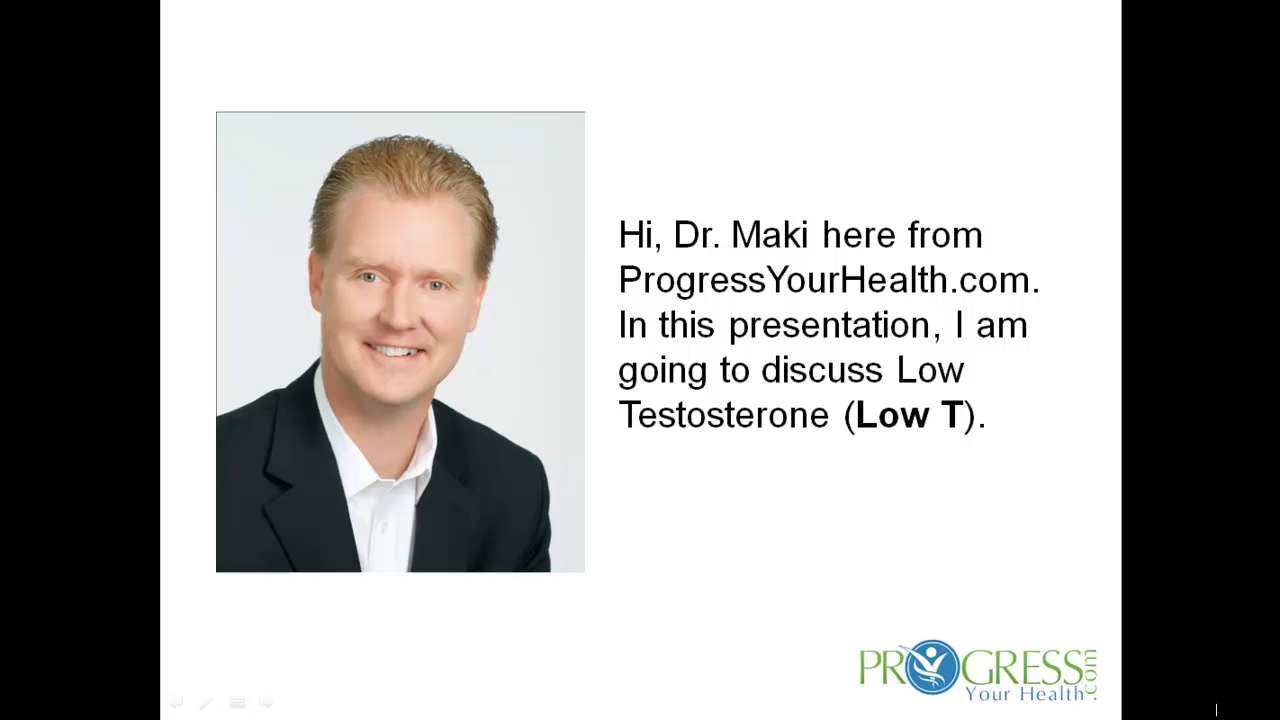 Hi, Dr. Maki here from
ProgressYourHealth.com.
In this presentation, I am
going to discuss Low
Testosterone (Low T).
PROGRESS.com
Your Health